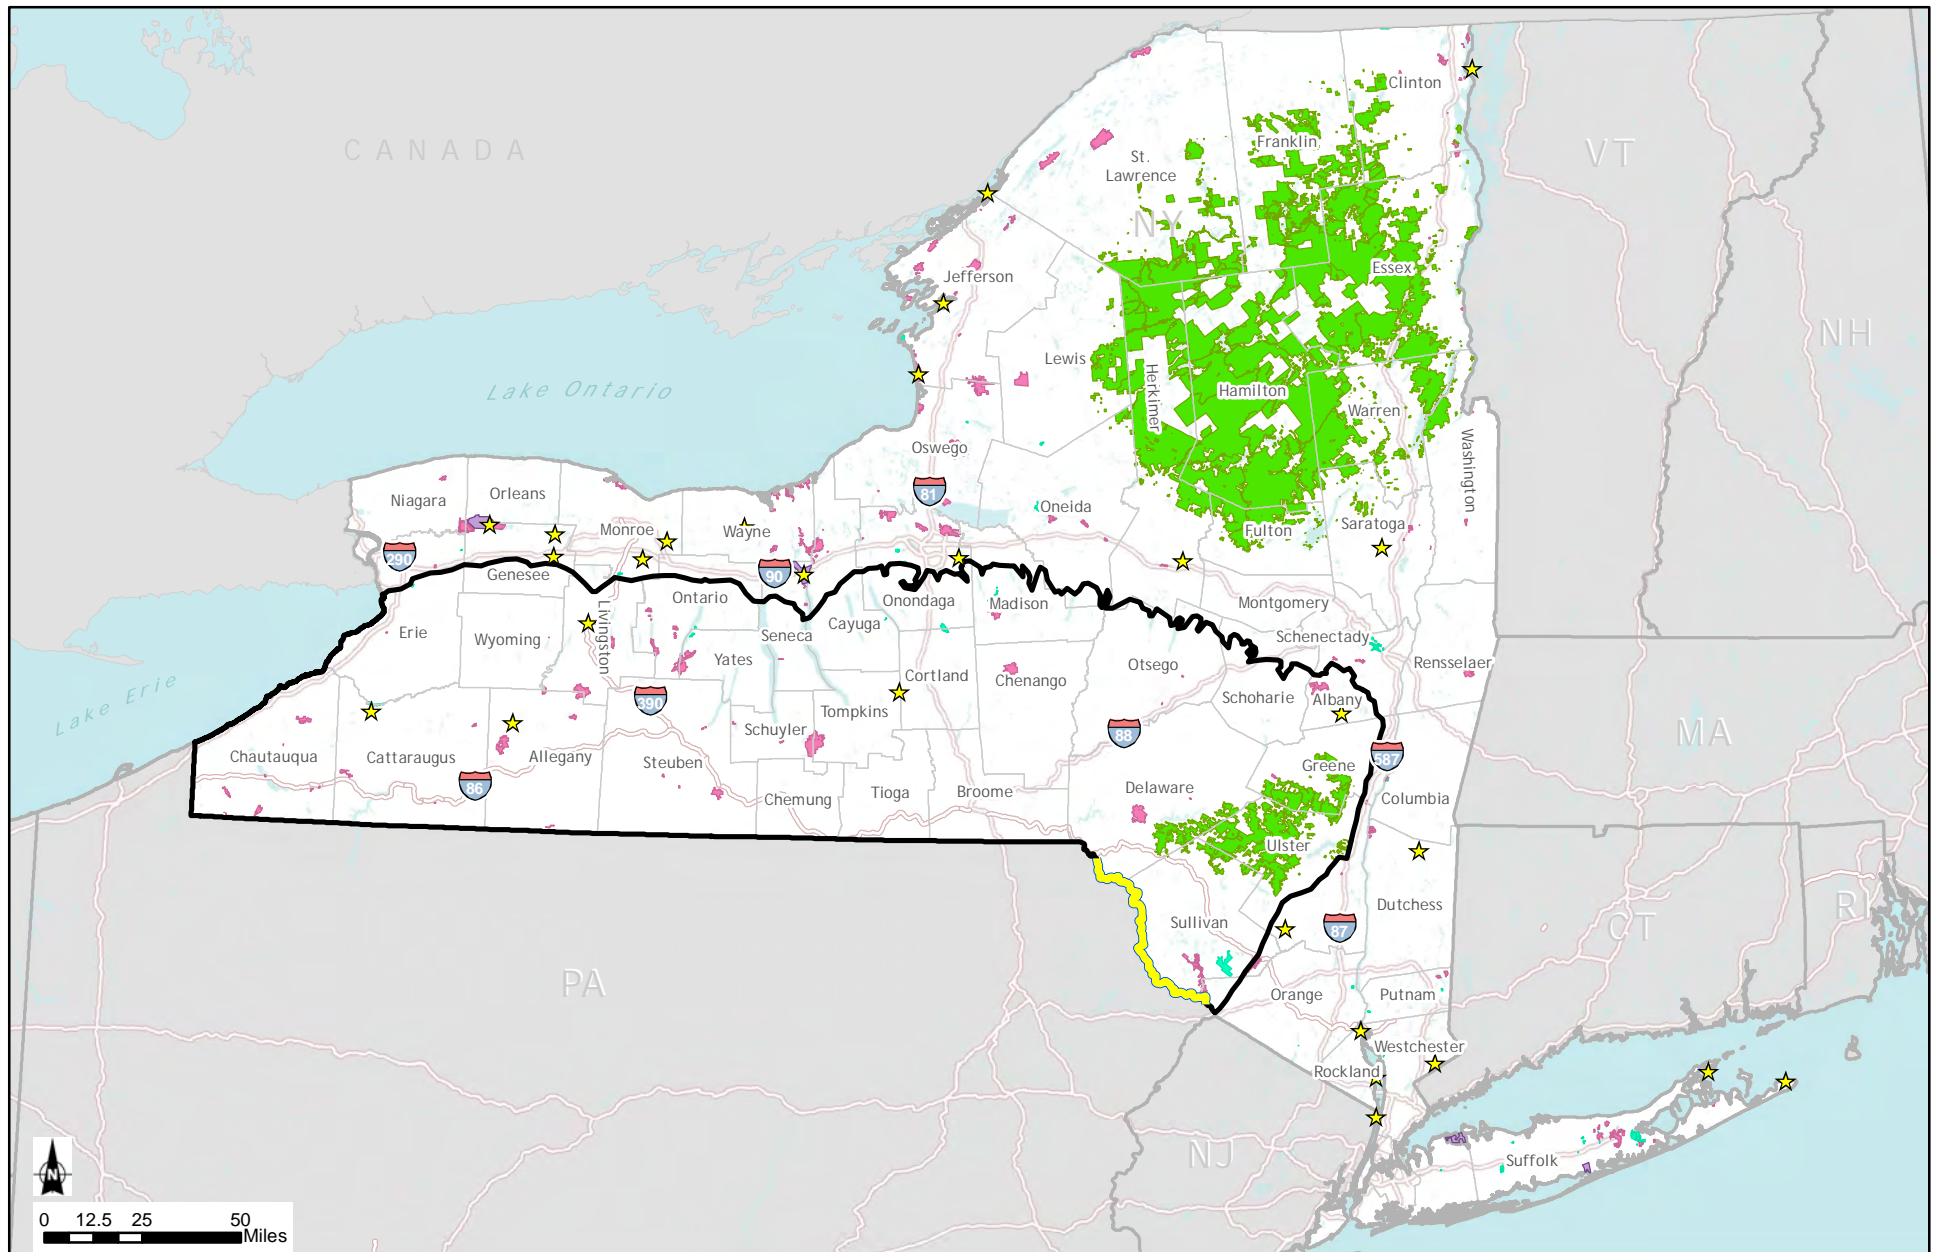 CANADA
Clinton
VT
Franklin
St.
Lawrence
NY
Essex
Jefferson
NH
Lewis
Herkimer
Hamilton
Warren
Lake Ontario
Oswego
Washington
Niagara
Orleans
81
Oneida
Monroe
Wayne
Fulton
Saratoga
290
90
Genesee
Ontario
Onondaga
Madison
Montgomery
Livingston
Cayuga
Erie
Wyoming
Seneca
Schenectady
Yates
Otsego
Rensselaer
Cortland
Chenango
Lake Erie
390
Schoharie
Albany
Tompkins
Schuyler
88
MA
Chautauqua
Cattaraugus
Allegany
Steuben
587
Greene
86
Chemung
Tioga
Broome
Delaware
Columbia
Ulster
Dutchess
RI
Sullivan
87
CT
PA
Orange
Putnam
Westchester
Rockland
NJ
Suffolk
N
0 12.5 25 50
Miles